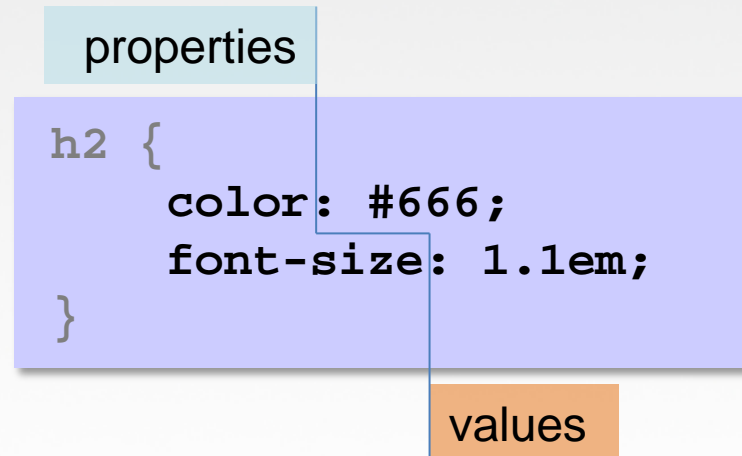 properties
h2 {
color: #666;
font-size: 1.1em;
}
values